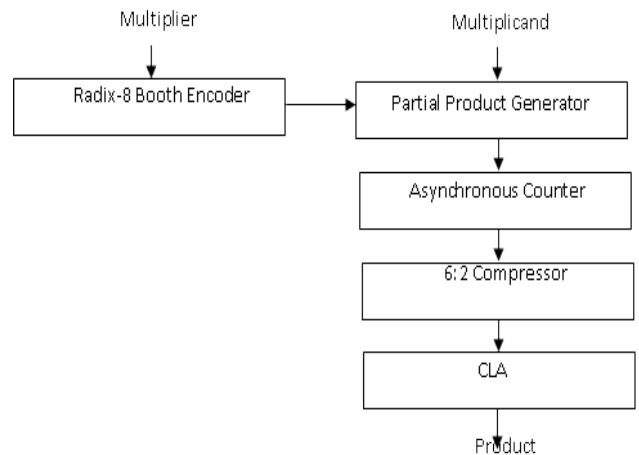 Multiplier
Multiplicand
Radix-8 Booth Encoder
Partial Product Generator
Asynchronous Counter
6:2 Compressor
CLA
Product